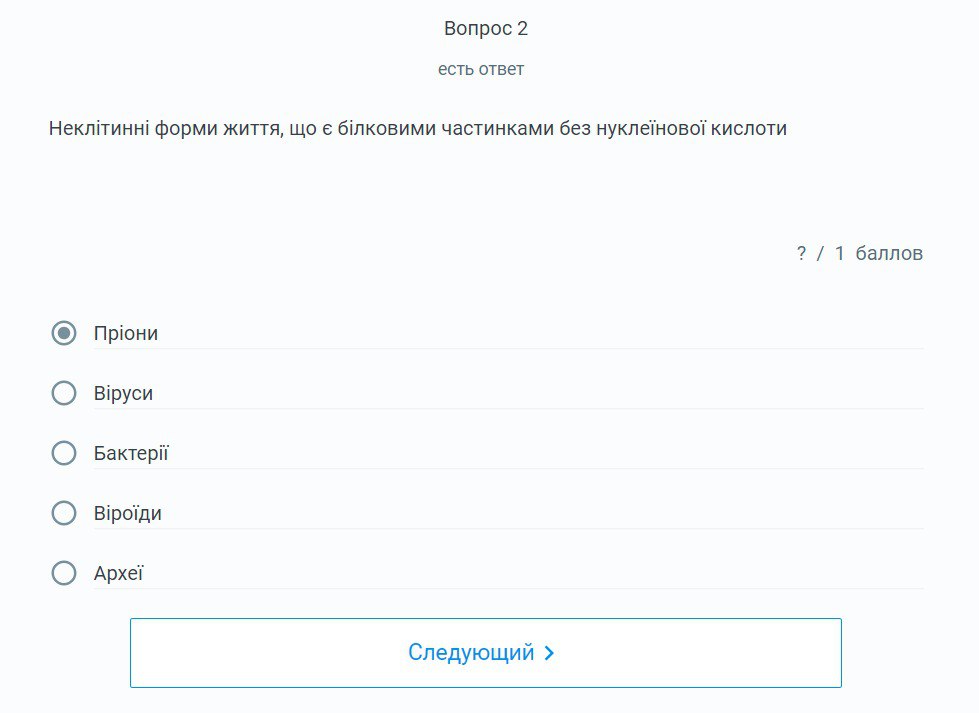 Вопрос 2
есть ответ
Неклітинні форми життя, що є білковими частинками без нуклеїнової кислоти
? / 1 баллов
Пріони
Віруси
Бактерії
Віроїди
Археї
Следующий >